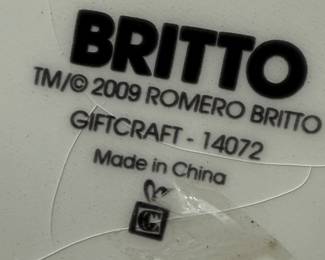 BRITTO
TM/© 2009 ROMERO BRITTO
GIFTCRAFT - 14072
Made in China
C